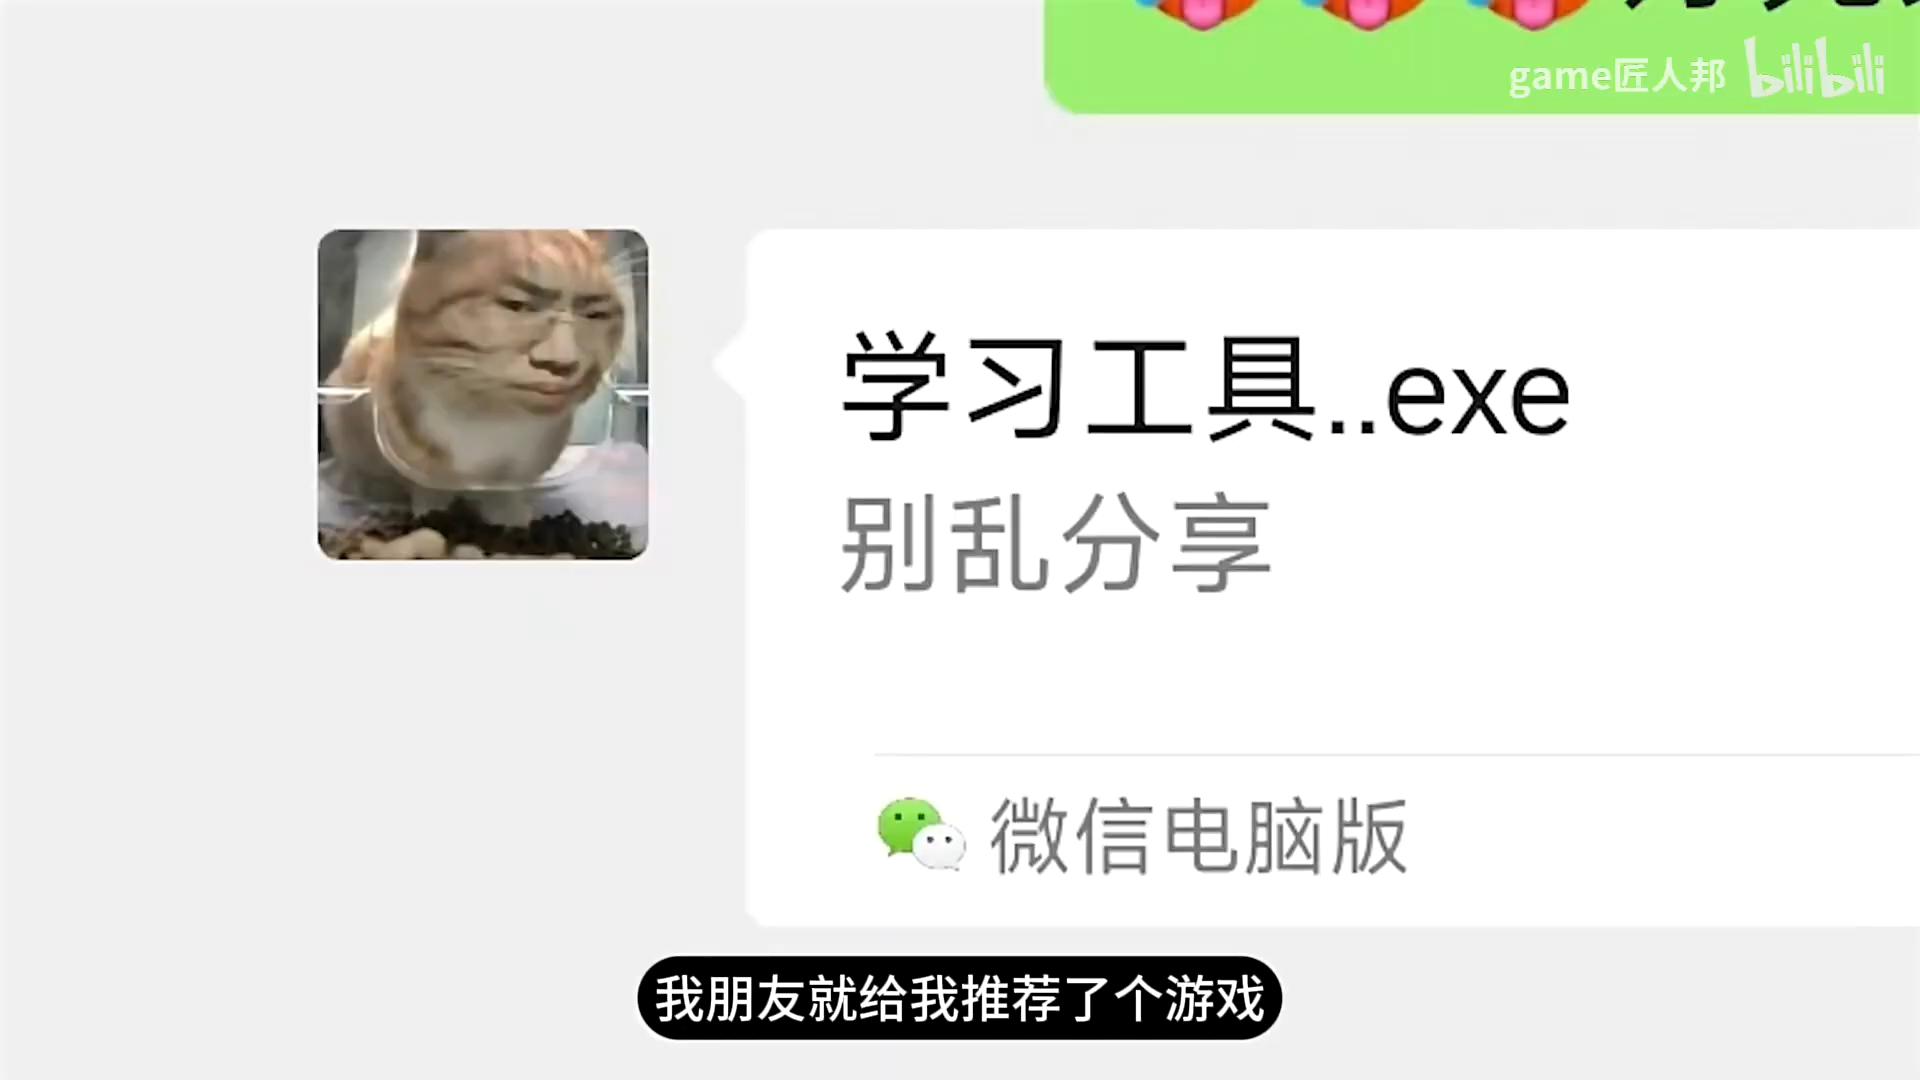 game匠人邦 bilibili
学习工具..exe
别乱分享
微信电脑版
我朋友就给我推荐了个游戏